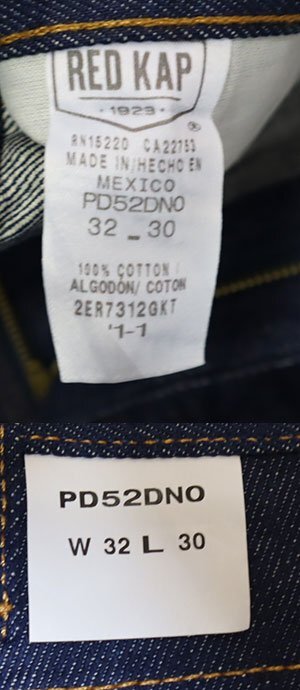 RED KAP
· 1923 ·
®
RN15220 CA22753
MADE IN/HECHO EN
MEXICO
PD52DNO
32 - 30
100% COTTON/
ALGODÓN/ COTON
2ER7312GKT
'1-1
PD52DNO
W 32 L 30